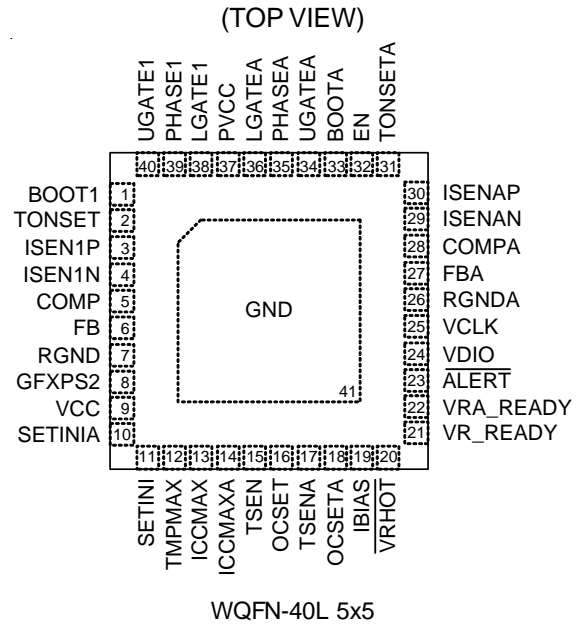 (TOP VIEW)
UGATE1
PHASE1
LGATE1
PVCC
LGATEA
PHASEA
UGATEA
BOOTA
EN
TONSETA
40 39 38 37 36 35 34 33 32 31
BOOT1 1
TONSET 2
ISEN1P 3
ISEN1N 4
COMP 5
FB 6
RGND 7
GFXPS2 8
VCC 9
SETINIA 10
GND
41
30 ISENAP
29 ISENAN
28 COMPA
27 FBA
26 RGNDA
25 VCLK
24 VDIO
23 ALERT
22 VRA_READY
21 VR_READY
11 12 13 14 15 16 17 18 19 20
SETINI
TMPMAX
ICCMAX
ICCMAXA
TSEN
OCSET
TSENA
OCSETA
IBIAS
VRHOT
WQFN-40L 5x5